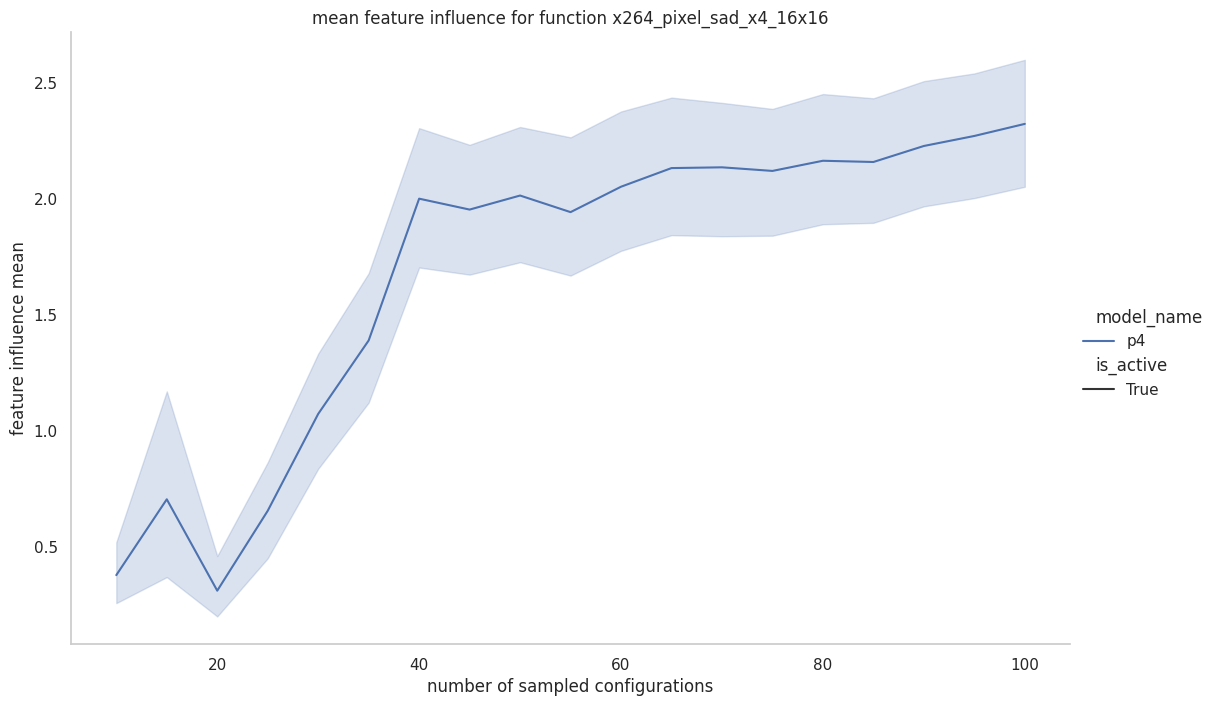 mean feature influence for function x264_pixel_sad_x4_16x16
2.5
2.0
1.5
1.0
0.5
feature influence mean
20 40 60 80 100
number of sampled configurations
model_name
p4
is_active
True